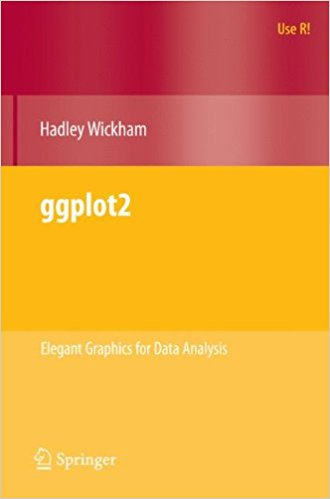 Use R!
Hadley Wickham
ggplot2
Elegant Graphics for Data Analysis
Springer